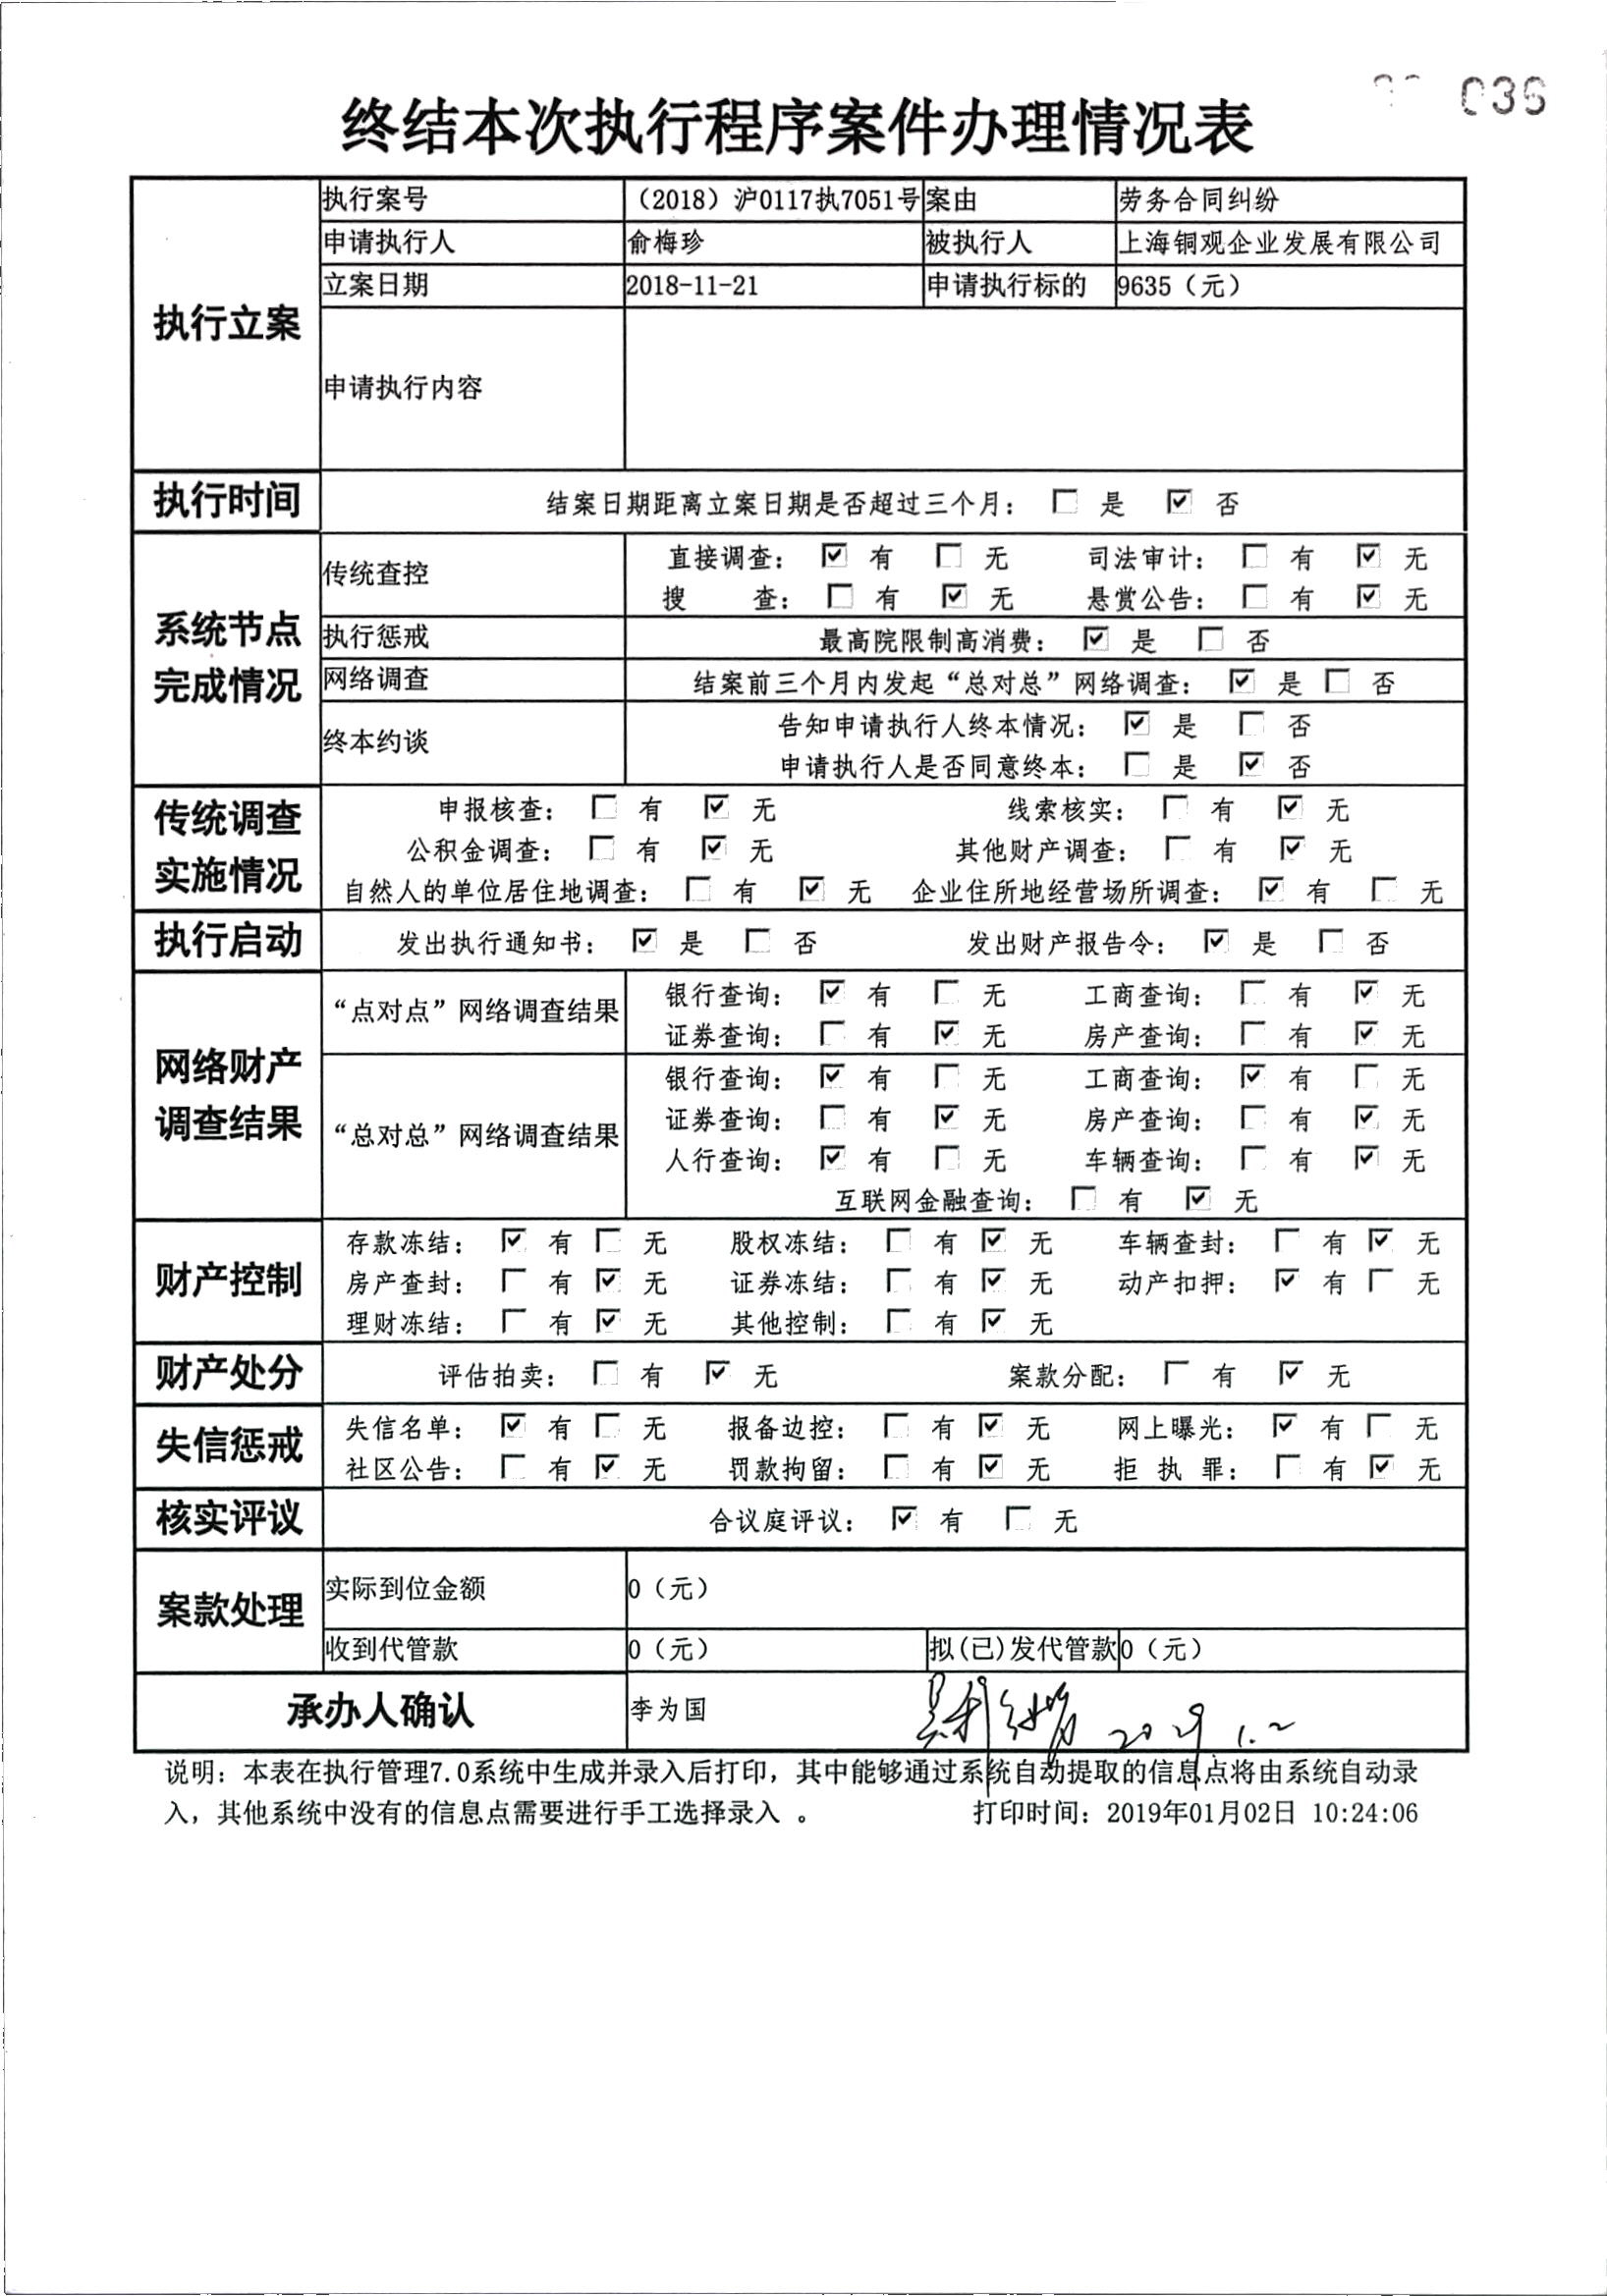 036
终结本次执行程序案件办理情况表
执行立案
执行案号 （2018）沪0117执7051号 案由 劳务合同纠纷
申请执行人 俞梅珍 被执行人 上海铜观企业发展有限公司
立案日期 2018-11-21 申请执行标的 9635（元）
申请执行内容
执行时间 结案日期距离立案日期是否超过三个月： ☐ 是 ☑ 否
系统节点
完成情况
传统查控 直接调查： ☑ 有 ☐ 无 司法审计： ☐ 有 ☑ 无
搜 查： ☐ 有 ☑ 无 悬赏公告： ☐ 有 ☑ 无
执行惩戒 最高院限制高消费： ☑ 是 ☐ 否
网络调查 结案前三个月内发起“总对总”网络调查： ☑ 是 ☐ 否
终本约谈 告知申请执行人终本情况： ☑ 是 ☐ 否
申请执行人是否同意终本： ☐ 是 ☑ 否
传统调查
实施情况
申报核查： ☐ 有 ☑ 无 线索核实： ☐ 有 ☑ 无
公积金调查： ☐ 有 ☑ 无 其他财产调查： ☐ 有 ☑ 无
自然人的单位居住地调查： ☐ 有 ☑ 无 企业住所地经营场所调查： ☑ 有 ☐ 无
执行启动 发出执行通知书： ☑ 是 ☐ 否 发出财产报告令： ☑ 是 ☐ 否
网络财产
调查结果
“点对点”网络调查结果 银行查询： ☑ 有 ☐ 无 工商查询： ☐ 有 ☑ 无
证券查询： ☐ 有 ☑ 无 房产查询： ☐ 有 ☑ 无
“总对总”网络调查结果 银行查询： ☑ 有 ☐ 无 工商查询： ☑ 有 ☐ 无
证券查询： ☐ 有 ☑ 无 房产查询： ☐ 有 ☑ 无
人行查询： ☑ 有 ☐ 无 车辆查询： ☐ 有 ☑ 无
互联网金融查询： ☐ 有 ☑ 无
财产控制
存款冻结： ☑ 有 ☐ 无 股权冻结： ☐ 有 ☑ 无 车辆查封： ☐ 有 ☑ 无
房产查封： ☐ 有 ☑ 无 证券冻结： ☐ 有 ☑ 无 动产扣押： ☑ 有 ☐ 无
理财冻结： ☐ 有 ☑ 无 其他控制： ☐ 有 ☑ 无
财产处分 评估拍卖： ☐ 有 ☑ 无 案款分配： ☐ 有 ☑ 无
失信惩戒
失信名单： ☑ 有 ☐ 无 报备边控： ☐ 有 ☑ 无 网上曝光： ☑ 有 ☐ 无
社区公告： ☐ 有 ☑ 无 罚款拘留： ☐ 有 ☑ 无 拒 执 罪： ☐ 有 ☑ 无
核实评议 合议庭评议： ☑ 有 ☐ 无
案款处理
实际到位金额 0（元）
收到代管款 0（元） 拟(已)发代管款 0（元）
承办人确认 李为国 2019.1.2
说明：本表在执行管理7.0系统中生成并录入后打印，其中能够通过系统自动提取的信息点将由系统自动录
入，其他系统中没有的信息点需要进行手工选择录入 。 打印时间：2019年01月02日 10:24:06